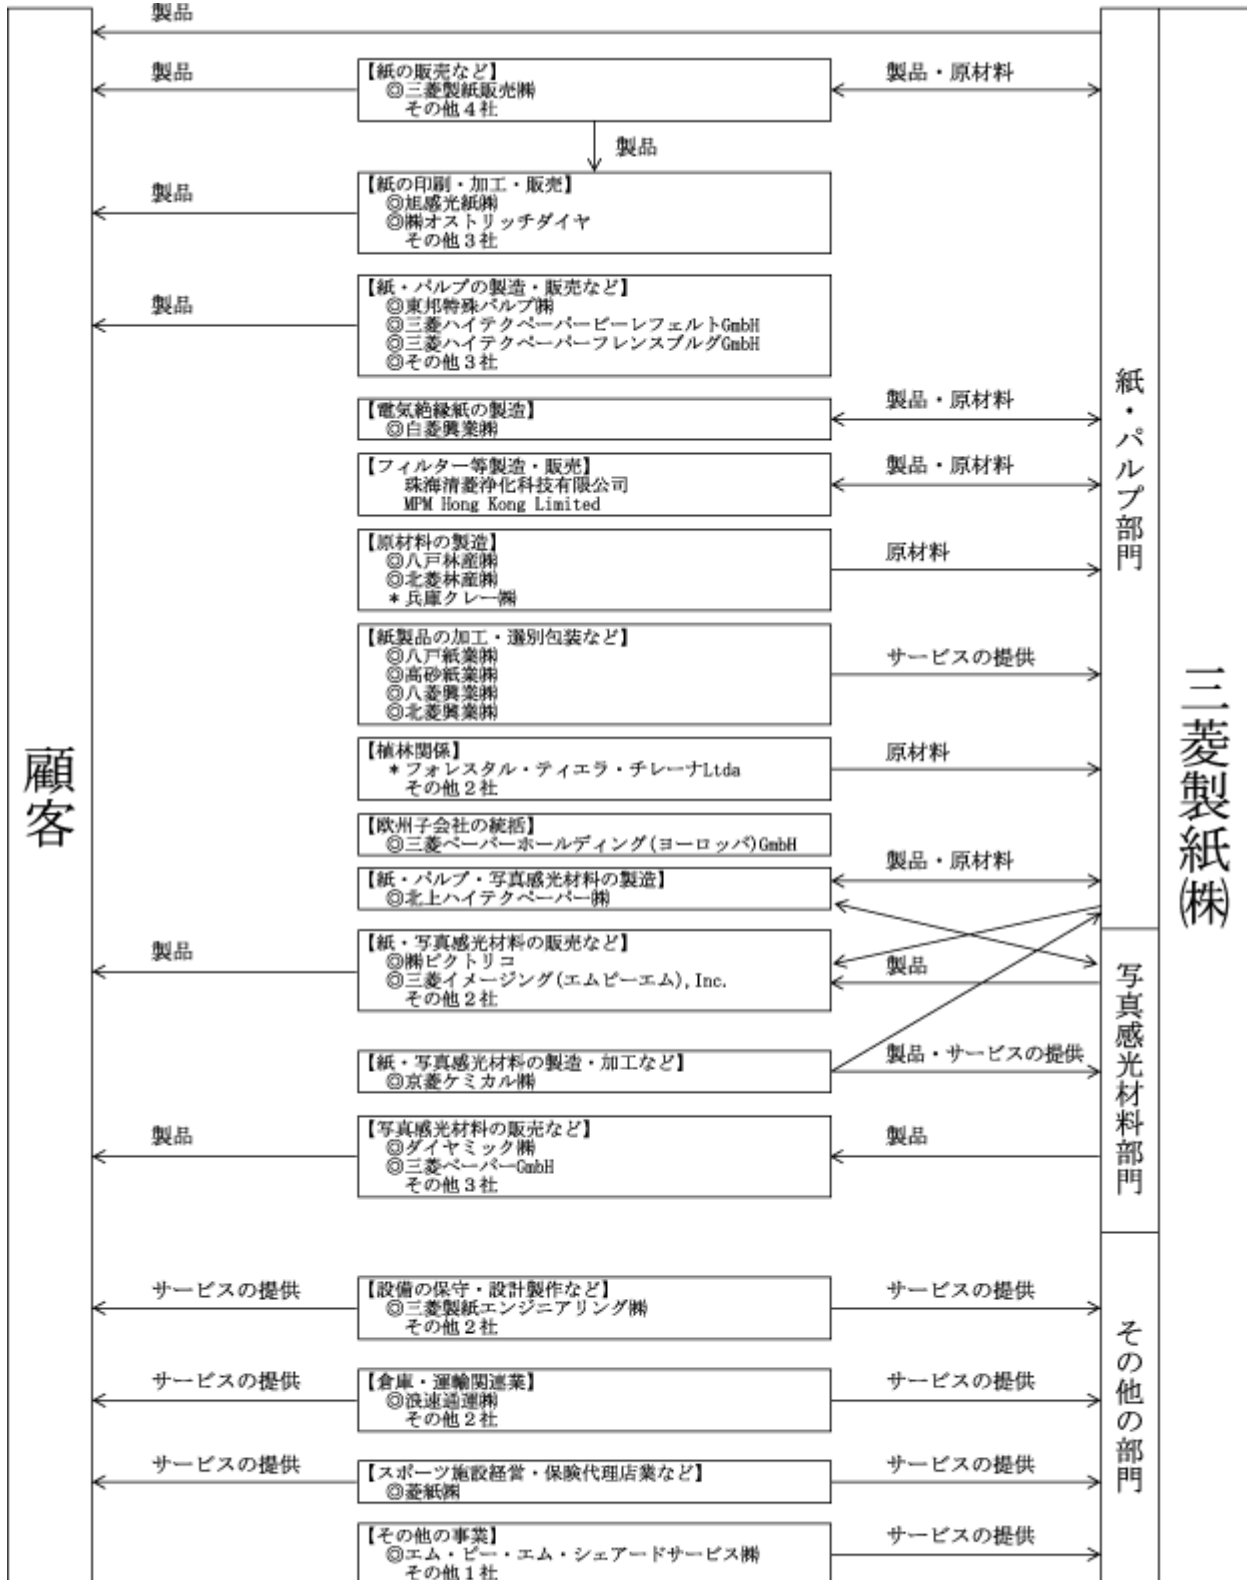 製品
製品
【紙の販売など】
◎三菱製紙販売㈱
その他４社
製品・原材料
製品
製品
【紙の印刷・加工・販売】
◎旭感光紙㈱
◎㈱オストリッチダイヤ
その他３社
製品
【紙・パルプの製造・販売など】
◎東邦特殊パルプ㈱
◎三菱ハイテクペーパービーレフェルトGmbH
◎三菱ハイテクペーパーフレンスブルグGmbH
◎その他３社
【電気絶縁紙の製造】
◎白菱興業㈱
製品・原材料
【フィルター等製造・販売】
珠海清菱浄化科技有限公司
MPM Hong Kong Limited
製品・原材料
【原材料の製造】
◎八戸林産㈱
◎北菱林産㈱
＊兵庫クレー㈱
原材料
【紙製品の加工・選別包装など】
◎八戸紙業㈱
◎高砂紙業㈱
◎八菱興業㈱
◎北菱興業㈱
サービスの提供
【植林関係】
＊フォレスタル・ティエラ・チレーナLtda
その他２社
原材料
【欧州子会社の統括】
◎三菱ペーパーホールディング(ヨーロッパ)GmbH
【紙・パルプ・写真感光材料の製造】
◎北上ハイテクペーパー㈱
製品・原材料
製品
【紙・写真感光材料の販売など】
◎㈱ピクトリコ
◎三菱イメージング(エムピーエム),Inc.
その他２社
製品
【紙・写真感光材料の製造・加工など】
◎京菱ケミカル㈱
製品・サービスの提供
製品
【写真感光材料の販売など】
◎ダイヤミック㈱
◎三菱ペーパーGmbH
その他３社
製品
サービスの提供
【設備の保守・設計製作など】
◎三菱製紙エンジニアリング㈱
その他２社
サービスの提供
サービスの提供
【倉庫・運輸関連業】
◎浪速通運㈱
その他２社
サービスの提供
サービスの提供
【スポーツ施設経営・保険代理店業など】
◎菱紙㈱
サービスの提供
【その他の事業】
◎エム・ピー・エム・シェアードサービス㈱
その他１社
サービスの提供
顧客
紙・パルプ部門
写真感光材料部門
その他の部門
三菱製紙㈱